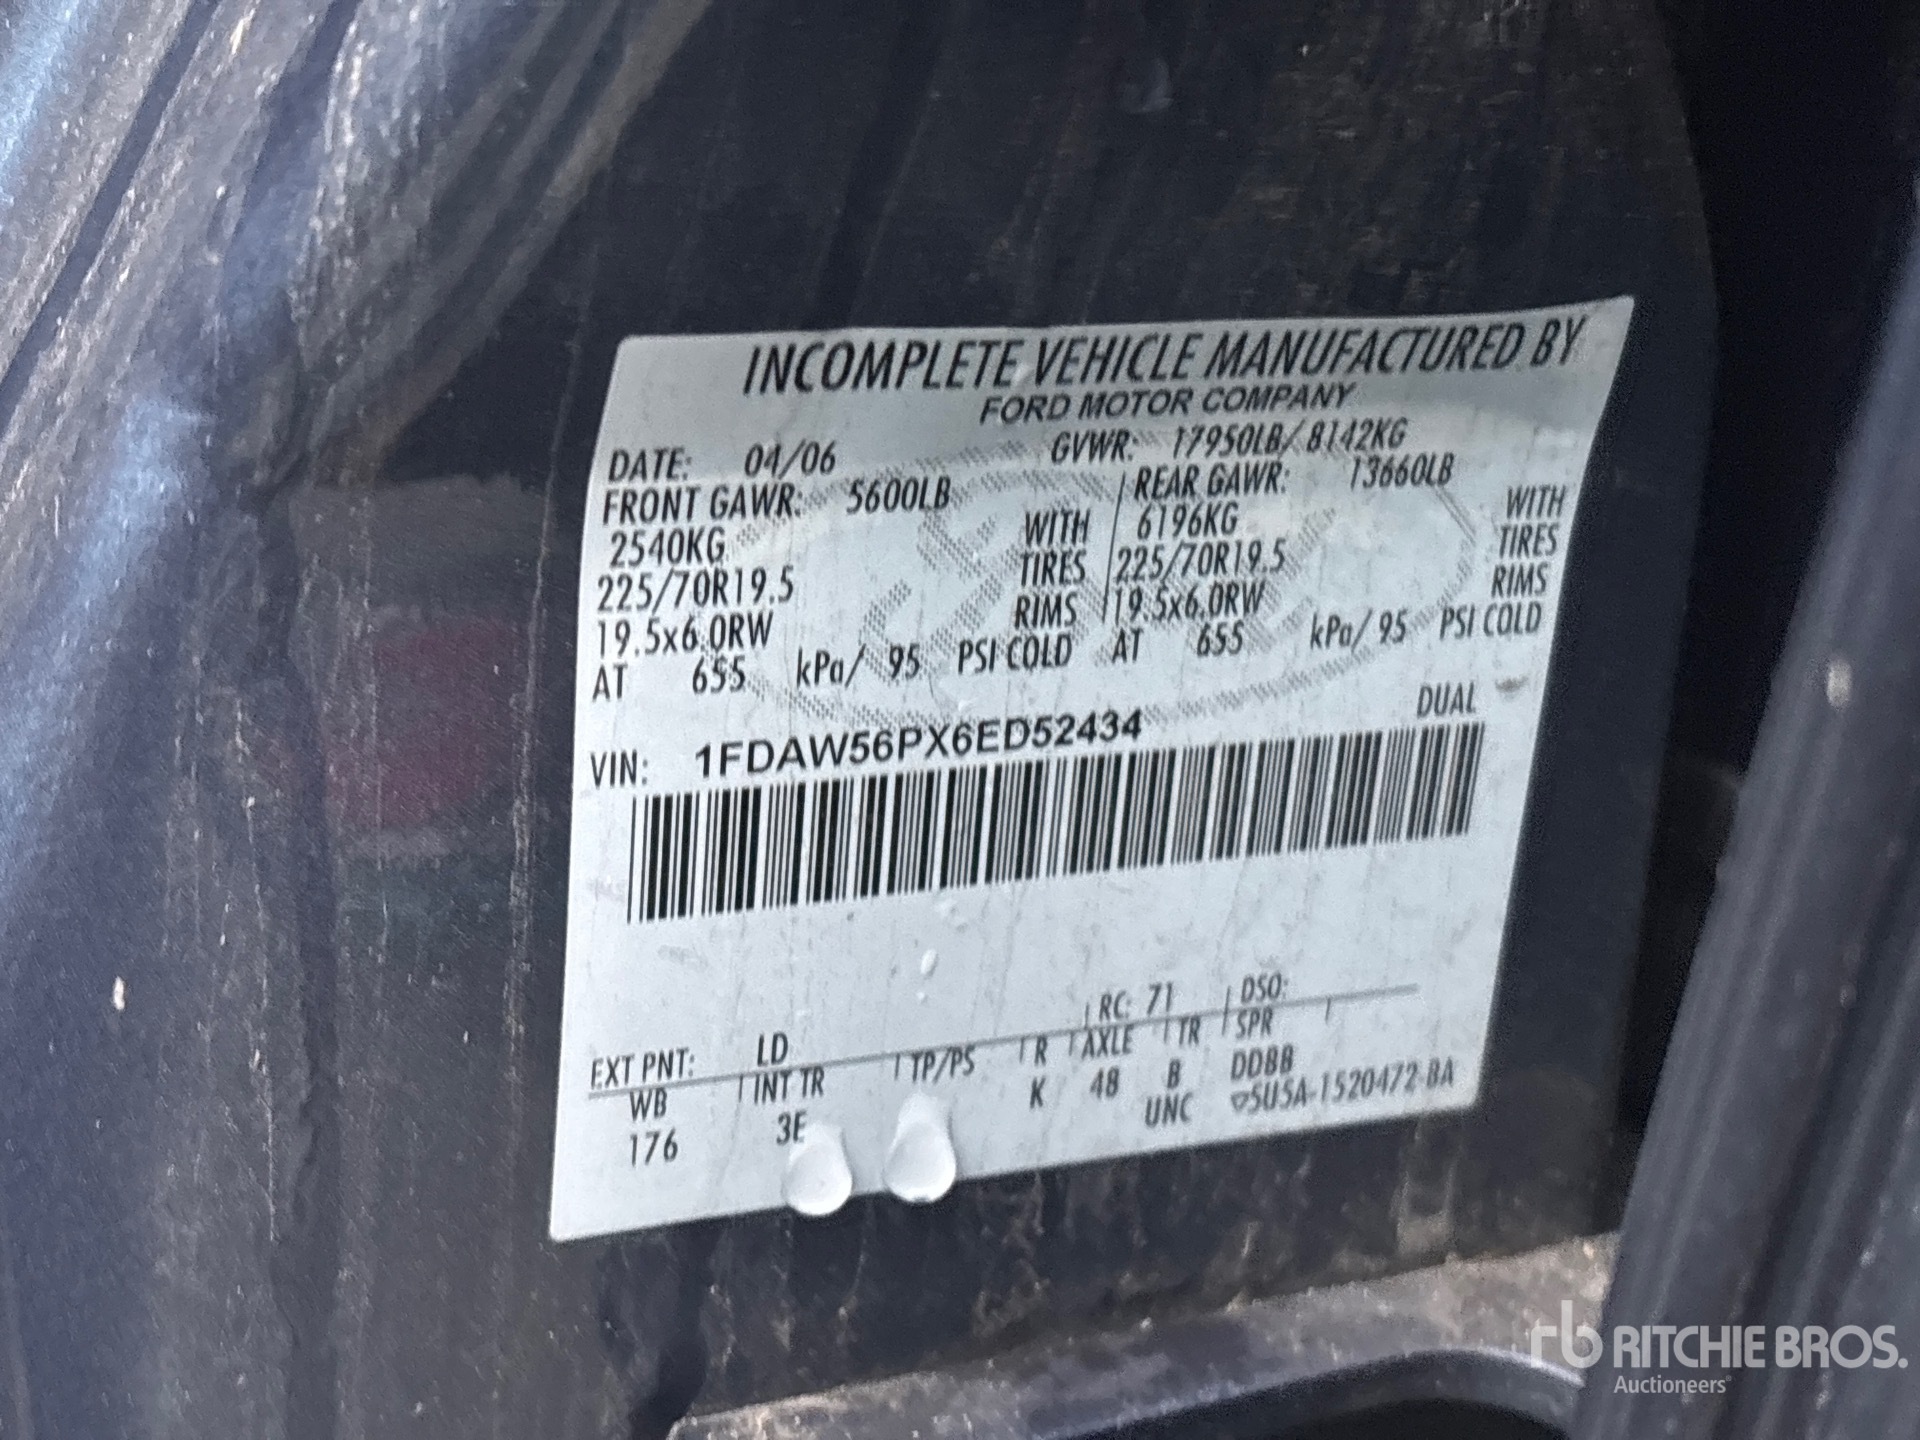 INCOMPLETE VEHICLE MANUFACTURED BY
FORD MOTOR COMPANY
DATE: 04/06 GVWR: 17950LB/ 8142KG
FRONT GAWR: 5600LB REAR GAWR: 13660LB
2540KG WITH 6196KG WITH
225/70R19.5 TIRES 225/70R19.5 TIRES
19.5x6.0RW RIMS 19.5x6.0RW RIMS
AT 655 kPa/ 95 PSI COLD AT 655 kPa/ 95 PSI COLD
DUAL
VIN: 1FDAW56PX6ED52434
EXT PNT: LD RC: 71 DSO:
WB INT TR TP/PS R AXLE TR SPR
176 3E K 48 B DDBB
UNC ▽5U5A-1520472-BA
rb RITCHIE BROS.
Auctioneers